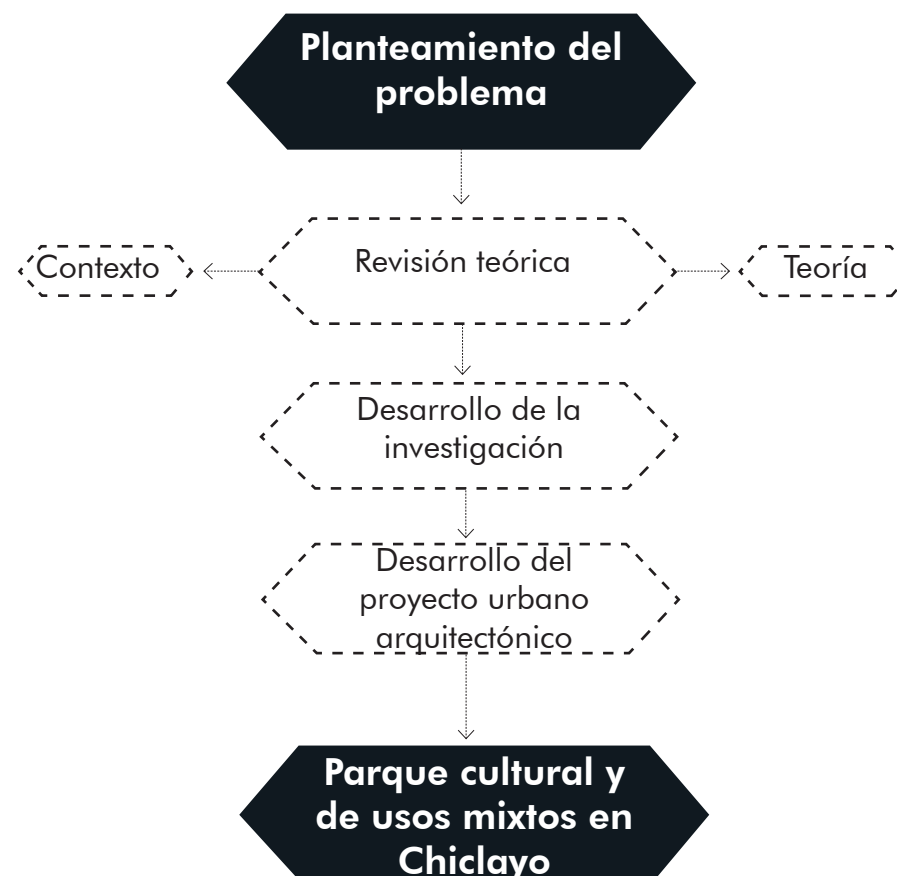 Planteamiento del
problema
Contexto
Revisión teórica
Teoría
Desarrollo de la
investigación
Desarrollo del
proyecto urbano
arquitectónico
Parque cultural y
de usos mixtos en
Chiclayo